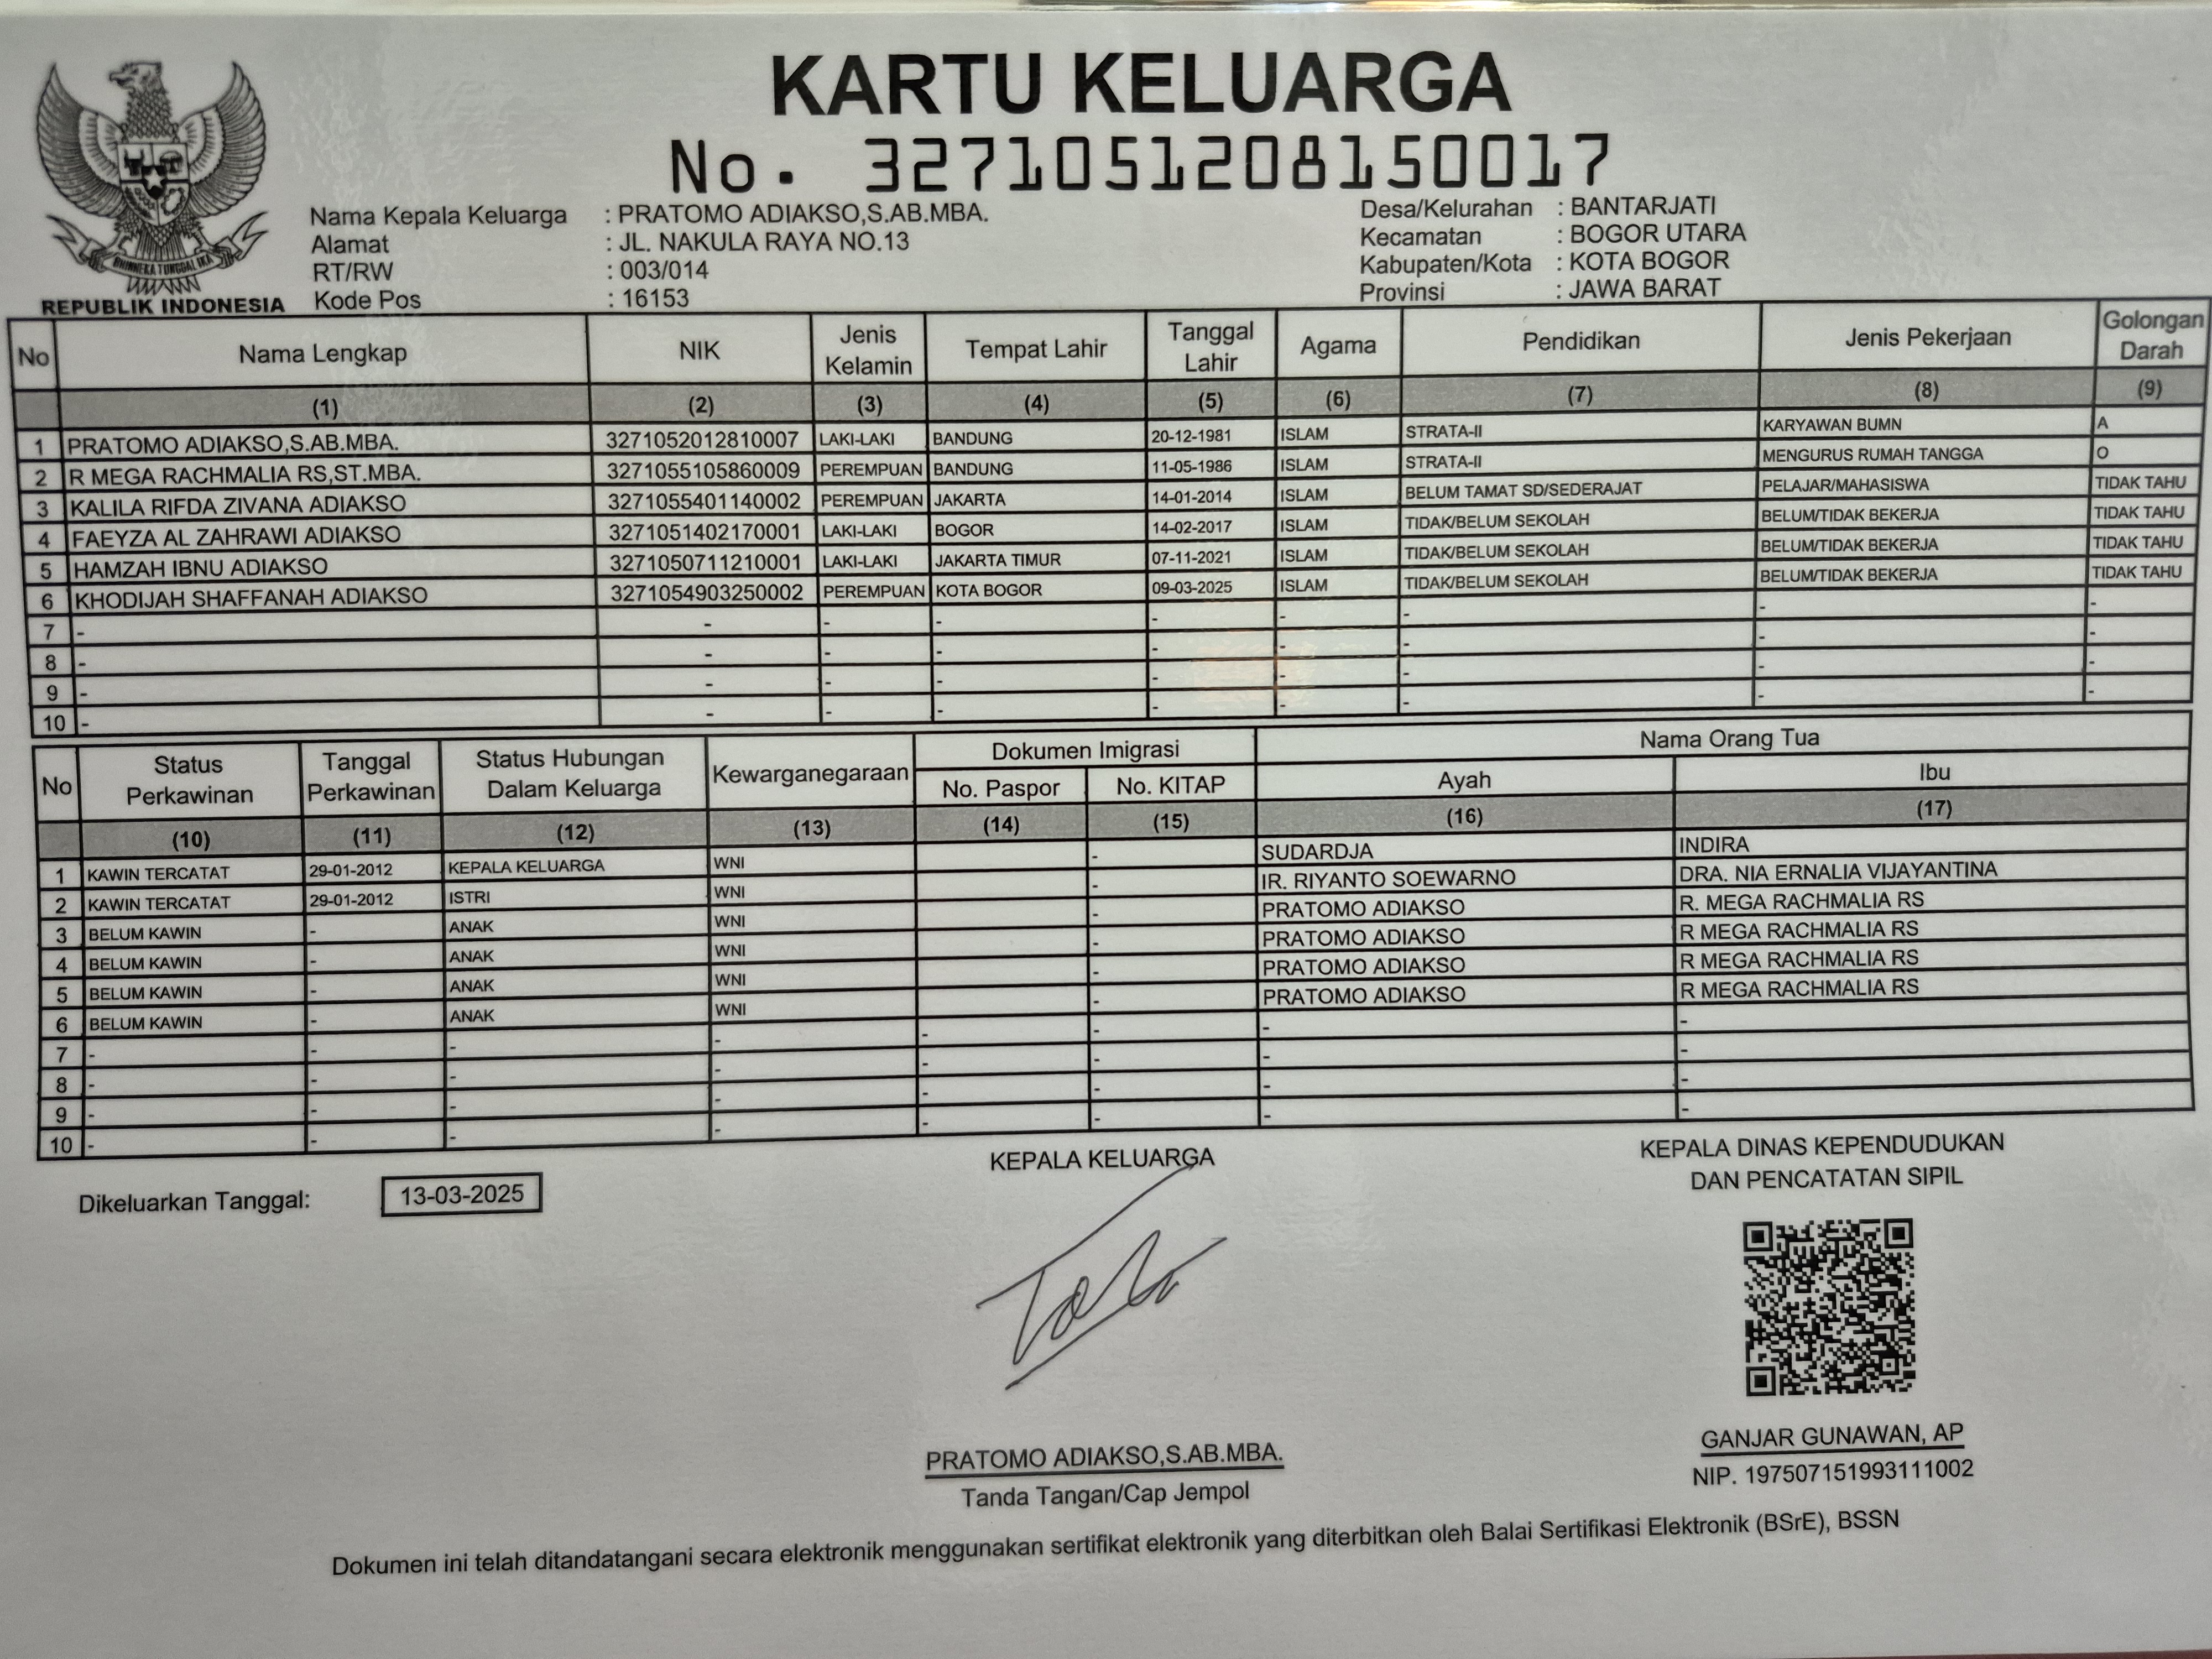 KARTU KELUARGA
No. 3271051208150017
BHINNEKA TUNGGAL IKA
REPUBLIK INDONESIA
Nama Kepala Keluarga : PRATOMO ADIAKSO,S.AB.MBA.
Alamat : JL. NAKULA RAYA NO.13
RT/RW : 003/014
Kode Pos : 16153
Desa/Kelurahan : BANTARJATI
Kecamatan : BOGOR UTARA
Kabupaten/Kota : KOTA BOGOR
Provinsi : JAWA BARAT
No Nama Lengkap NIK Jenis Kelamin Tempat Lahir Tanggal Lahir Agama Pendidikan Jenis Pekerjaan Golongan Darah
(1) (2) (3) (4) (5) (6) (7) (8) (9)
1 PRATOMO ADIAKSO,S.AB.MBA. 3271052012810007 LAKI-LAKI BANDUNG 20-12-1981 ISLAM STRATA-II KARYAWAN BUMN A
2 R MEGA RACHMALIA RS,ST.MBA. 3271055105860009 PEREMPUAN BANDUNG 11-05-1986 ISLAM STRATA-II MENGURUS RUMAH TANGGA O
3 KALILA RIFDA ZIVANA ADIAKSO 3271055401140002 PEREMPUAN JAKARTA 14-01-2014 ISLAM BELUM TAMAT SD/SEDERAJAT PELAJAR/MAHASISWA TIDAK TAHU
4 FAEYZA AL ZAHRAWI ADIAKSO 3271051402170001 LAKI-LAKI BOGOR 14-02-2017 ISLAM TIDAK/BELUM SEKOLAH BELUM/TIDAK BEKERJA TIDAK TAHU
5 HAMZAH IBNU ADIAKSO 3271050711210001 LAKI-LAKI JAKARTA TIMUR 07-11-2021 ISLAM TIDAK/BELUM SEKOLAH BELUM/TIDAK BEKERJA TIDAK TAHU
6 KHODIJAH SHAFFANAH ADIAKSO 3271054903250002 PEREMPUAN KOTA BOGOR 09-03-2025 ISLAM TIDAK/BELUM SEKOLAH BELUM/TIDAK BEKERJA TIDAK TAHU
7 - - - - - - - - -
8 - - - - - - - - -
9 - - - - - - - - -
10 - - - - - - - - -
No Status Perkawinan Tanggal Perkawinan Status Hubungan Dalam Keluarga Kewarganegaraan Dokumen Imigrasi Nama Orang Tua
No. Paspor No. KITAP Ayah Ibu
(10) (11) (12) (13) (14) (15) (16) (17)
1 KAWIN TERCATAT 29-01-2012 KEPALA KELUARGA WNI - SUDARDJA INDIRA
2 KAWIN TERCATAT 29-01-2012 ISTRI WNI - IR. RIYANTO SOEWARNO DRA. NIA ERNALIA VIJAYANTINA
3 BELUM KAWIN - ANAK WNI - PRATOMO ADIAKSO R. MEGA RACHMALIA RS
4 BELUM KAWIN - ANAK WNI - PRATOMO ADIAKSO R MEGA RACHMALIA RS
5 BELUM KAWIN - ANAK WNI - PRATOMO ADIAKSO R MEGA RACHMALIA RS
6 BELUM KAWIN - ANAK WNI - PRATOMO ADIAKSO R MEGA RACHMALIA RS
7 - - - - - - - -
8 - - - - - - - -
9 - - - - - - - -
10 - - - - - - - -
Dikeluarkan Tanggal: 13-03-2025
KEPALA KELUARGA
PRATOMO ADIAKSO,S.AB.MBA.
Tanda Tangan/Cap Jempol
KEPALA DINAS KEPENDUDUKAN
DAN PENCATATAN SIPIL
GANJAR GUNAWAN, AP
NIP. 197507151993111002
Dokumen ini telah ditandatangani secara elektronik menggunakan sertifikat elektronik yang diterbitkan oleh Balai Sertifikasi Elektronik (BSrE), BSSN